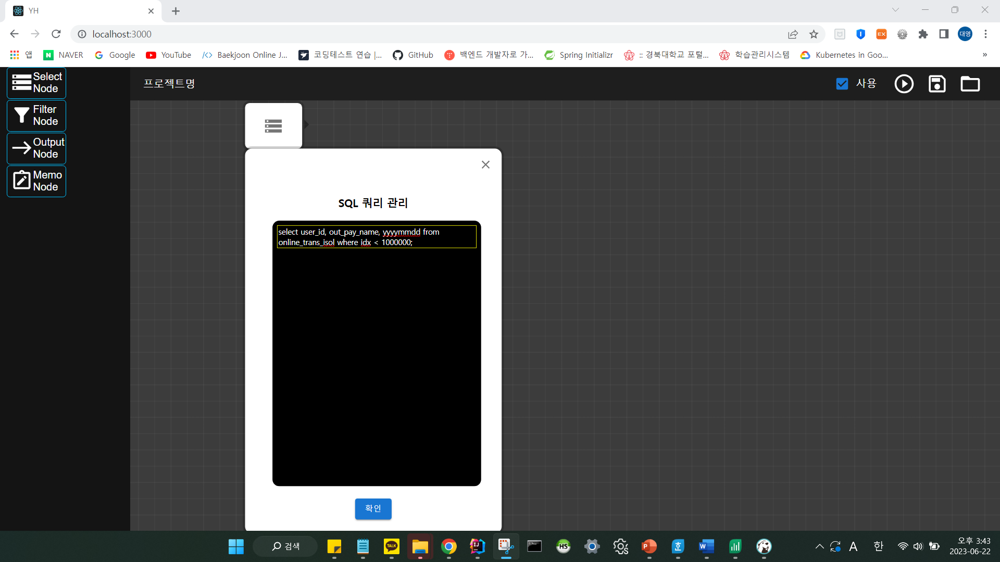 YH
localhost:3000
EX
대영
앱
NAVER
Google
YouTube
Baekjoon Online J...
코딩테스트 연습 |...
GitHub
백엔드 개발자로 가...
Spring Initializr
:: 경북대학교 포털...
학습관리시스템
Kubernetes in Goo...
»
Select
Node
Filter
Node
Output
Node
Memo
Node
프로젝트명
사용
SQL 쿼리 관리
select user_id, out_pay_name, yyyymmdd from
online_trans_isol where idx < 1000000;
확인
검색
TALK
IJ
HS
P
호
W
A
한
오후 3:43
2023-06-22